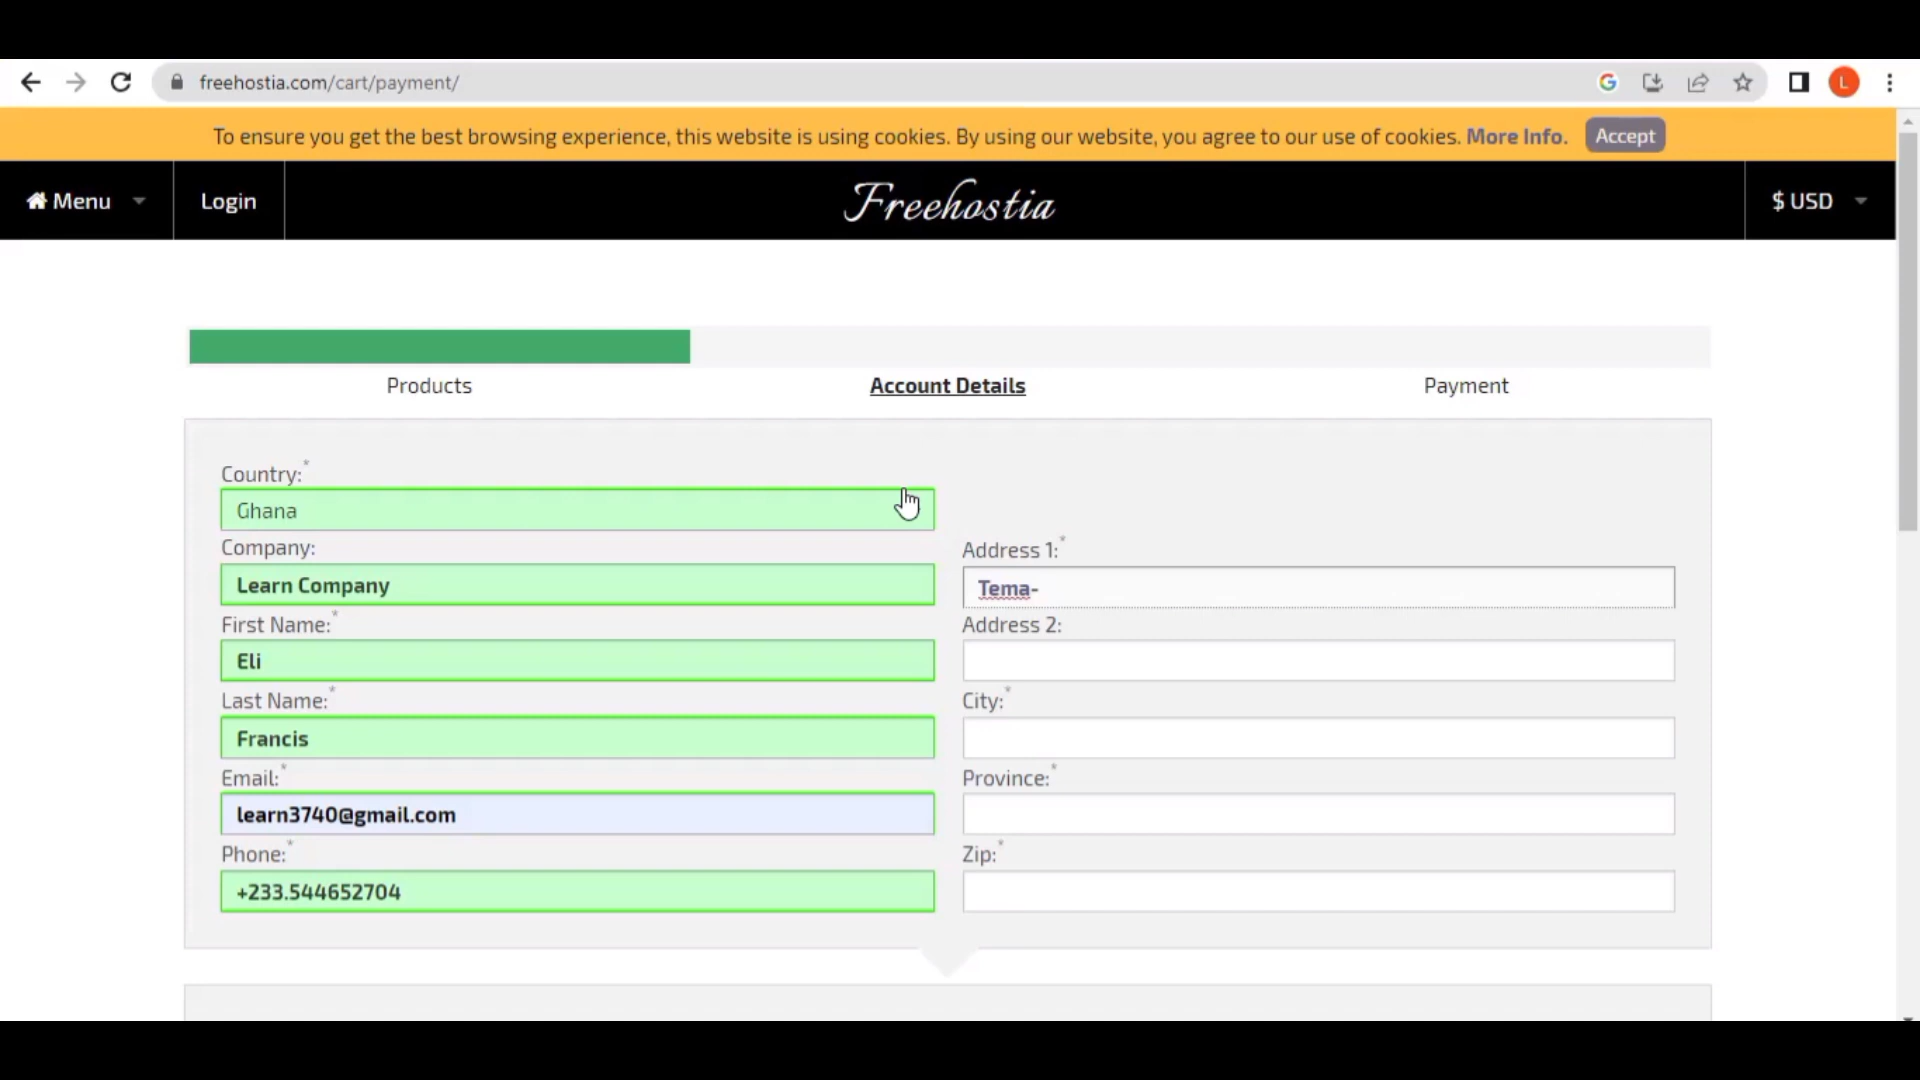 freehostia.com/cart/payment/
L
To ensure you get the best browsing experience, this website is using cookies. By using our website, you agree to our use of cookies. More Info. Accept
Menu Login Freehostia $ USD
Products Account Details Payment
Country:*
Ghana
Company:
Learn Company
First Name:*
Eli
Last Name:*
Francis
Email:*
learn3740@gmail.com
Phone:*
+233.544652704
Address 1:*
Tema-
Address 2:
City:*
Province:*
Zip:*